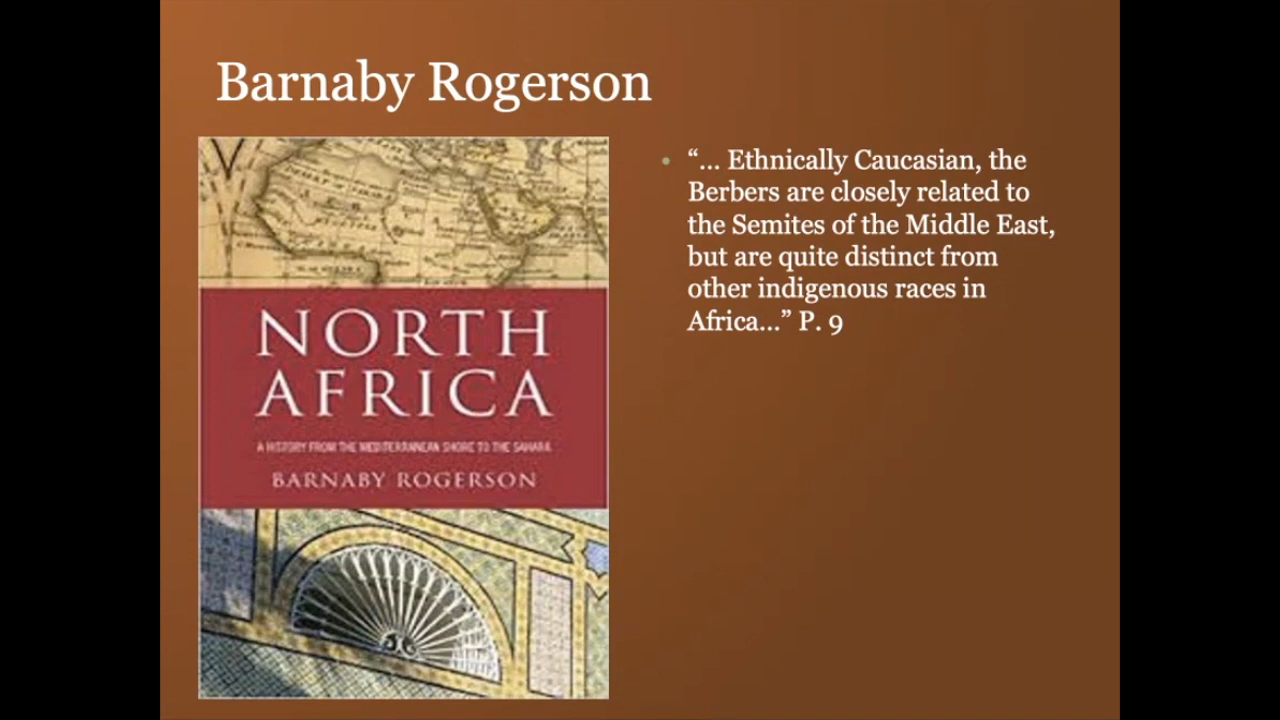 Barnaby Rogerson
NORTH
AFRICA
A HISTORY FROM THE MEDITERRANEAN SHORE TO THE SAHARA
BARNABY ROGERSON
• “… Ethnically Caucasian, the
Berbers are closely related to
the Semites of the Middle East,
but are quite distinct from
other indigenous races in
Africa…” P. 9